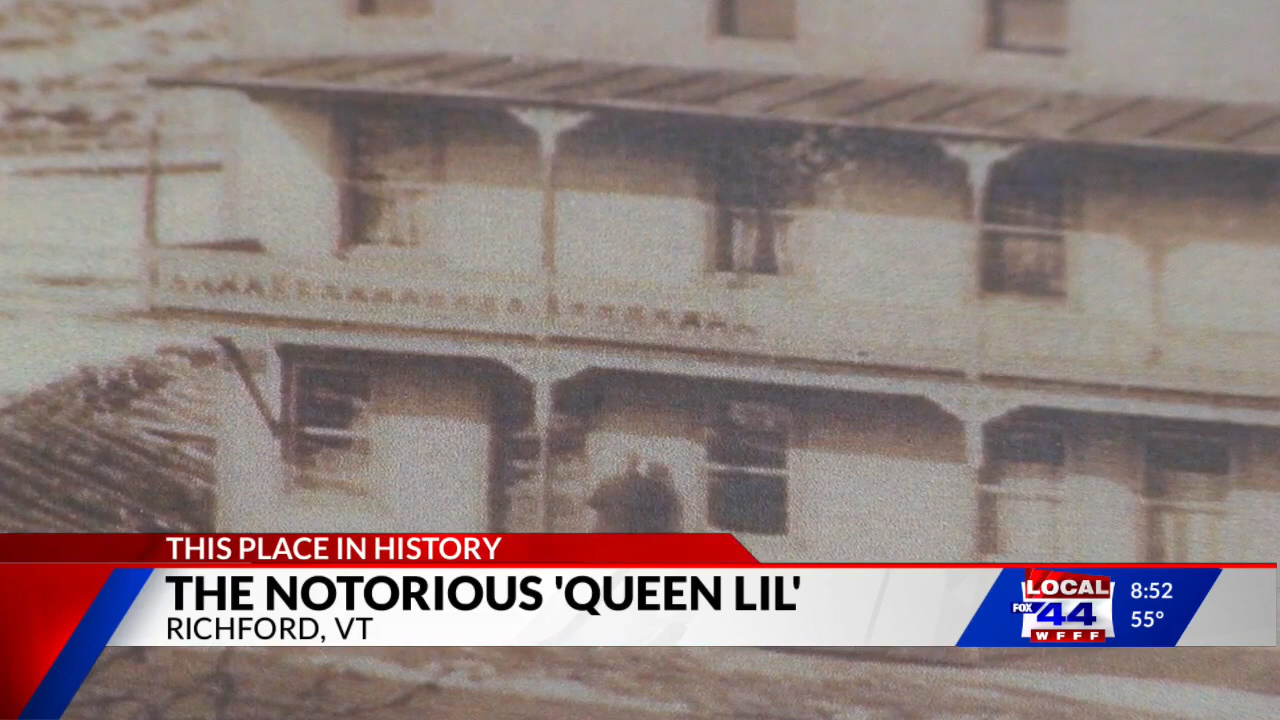 THIS PLACE IN HISTORY
THE NOTORIOUS 'QUEEN LIL'
RICHFORD, VT
LOCAL
FOX 44
WFFF
8:52
55°